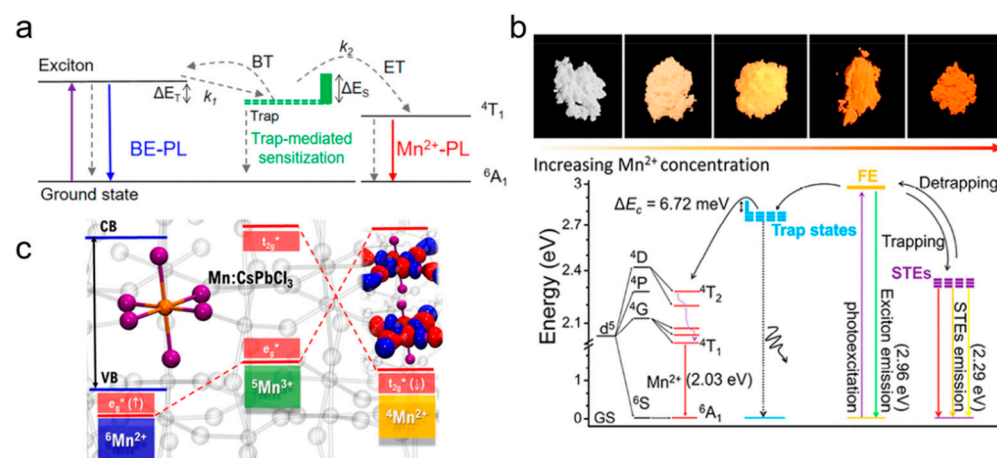 a
Exciton
BT
k2
ET
ΔET
k1
ΔES
Trap
4T1
BE-PL
Trap-mediated
sensitization
Mn2+-PL
6A1
Ground state
b
Increasing Mn2+ concentration
Energy (eV)
3
2.7
2.4
2.1
0
ΔEc = 6.72 meV
Trap states
FE
Detrapping
Trapping
STEs
4D
4P
4G
d5
6S
GS
4T2
4T1
Mn2+ (2.03 eV)
6A1
photoexcitation
Exciton emission
(2.96 eV)
STEs emission
(2.29 eV)
c
CB
t2g*
Mn:CsPbCl3
VB
eg*
eg* (↑)
5Mn3+
t2g* (↓)
6Mn2+
4Mn2+